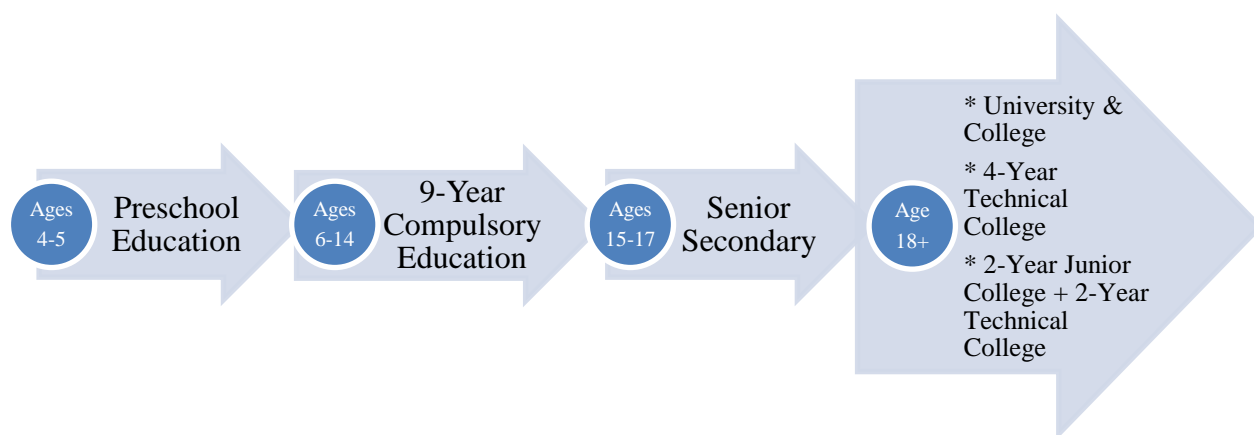 Ages
4-5
Preschool
Education
Ages
6-14
9-Year
Compulsory
Education
Ages
15-17
Senior
Secondary
Age
18+
* University &
College
* 4-Year
Technical
College
* 2-Year Junior
College + 2-Year
Technical
College